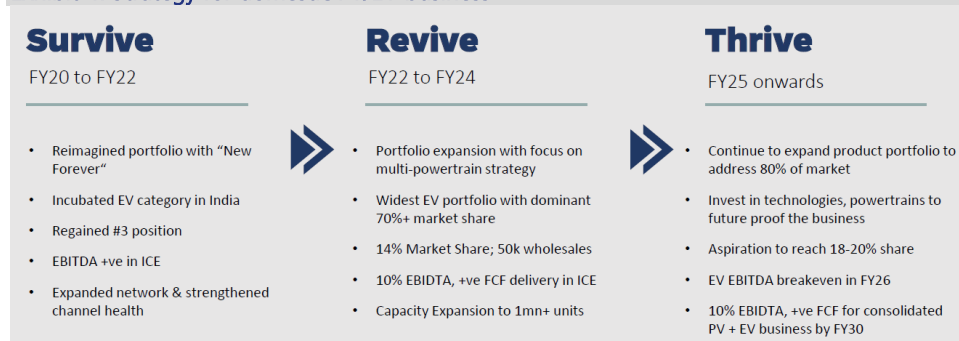 Survive
FY20 to FY22
• Reimagined portfolio with “New
Forever“
• Incubated EV category in India
• Regained #3 position
• EBITDA +ve in ICE
• Expanded network & strengthened
channel health
Revive
FY22 to FY24
• Portfolio expansion with focus on
multi-powertrain strategy
• Widest EV portfolio with dominant
70%+ market share
• 14% Market Share; 50k wholesales
• 10% EBIDTA, +ve FCF delivery in ICE
• Capacity Expansion to 1mn+ units
Thrive
FY25 onwards
• Continue to expand product portfolio to
address 80% of market
• Invest in technologies, powertrains to
future proof the business
• Aspiration to reach 18-20% share
• EV EBITDA breakeven in FY26
• 10% EBIDTA, +ve FCF for consolidated
PV + EV business by FY30